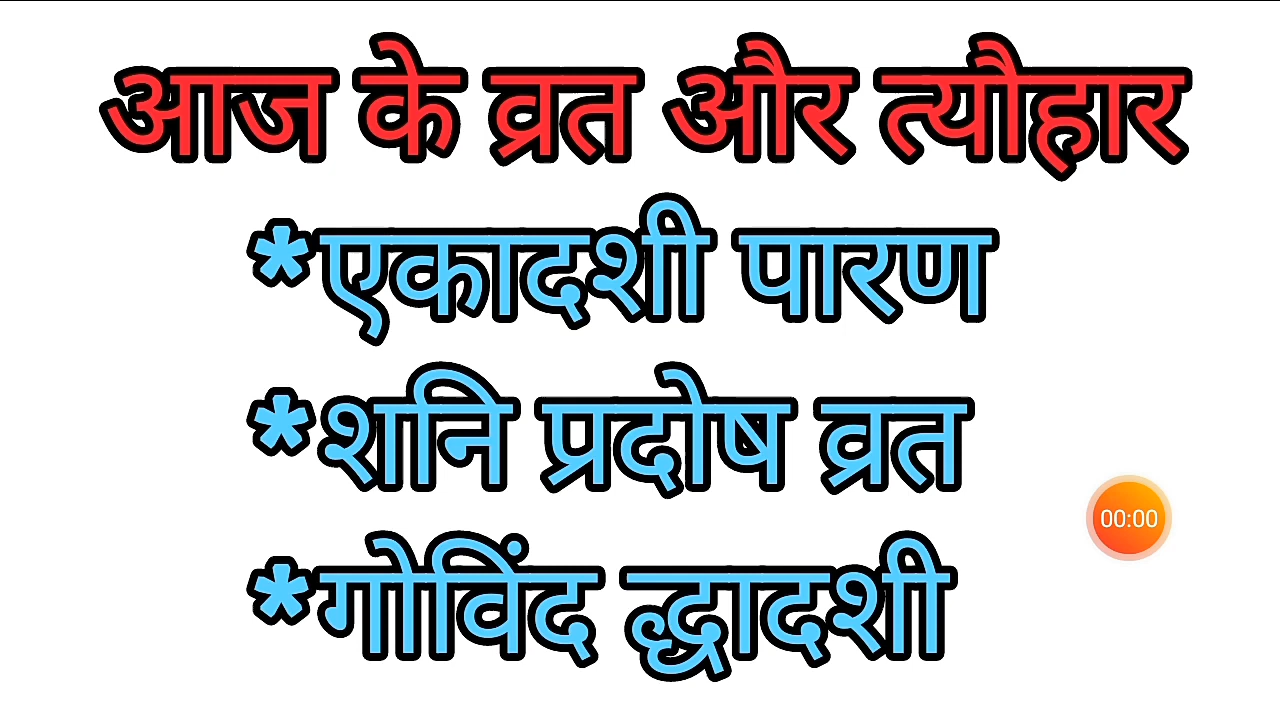 आज के व्रत और त्यौहार
*एकादशी पारण
*शनि प्रदोष व्रत
00:00
*गोविंद द्धादशी